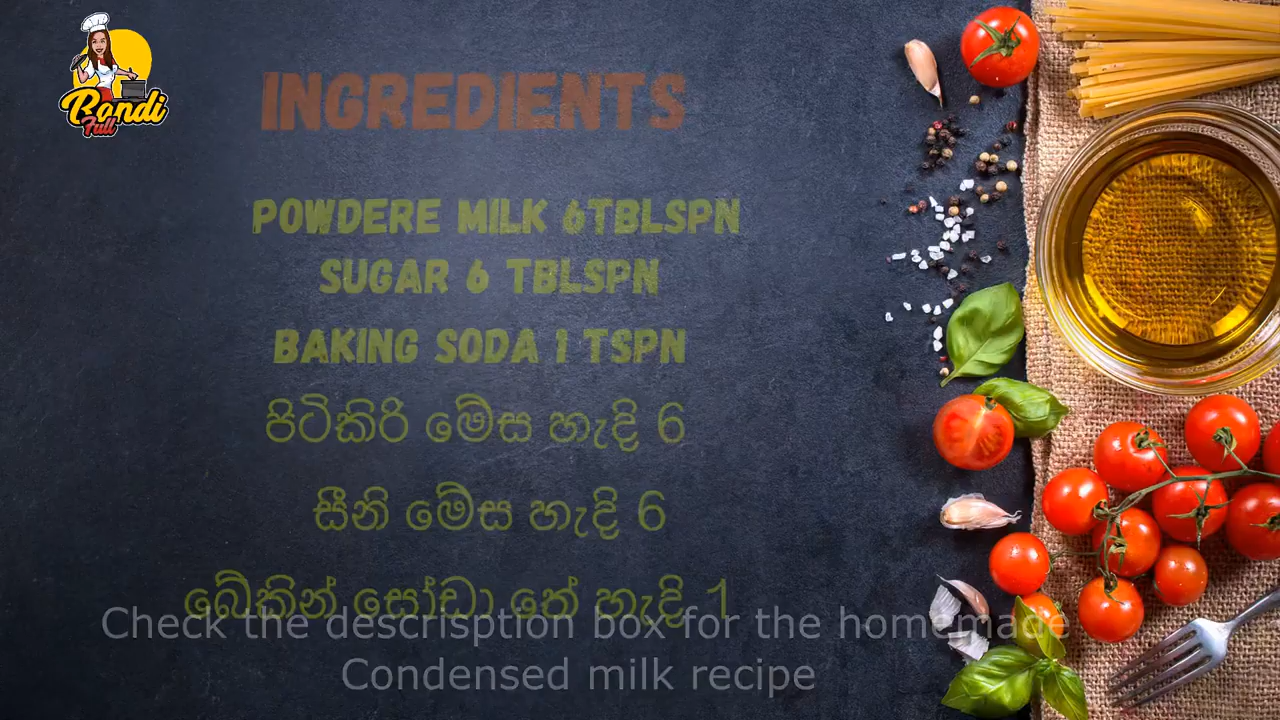 Bandi
Full
INGREDIENTS
POWDERE MILK 6TBLSPN
SUGAR 6 TBLSPN
BAKING SODA 1 TSPN
පිටිකිරි මේස හැදි 6
සීනි මේස හැදි 6
බේකින් සෝඩා තේ හැදි 1
Check the descrisption box for the homemade
Condensed milk recipe